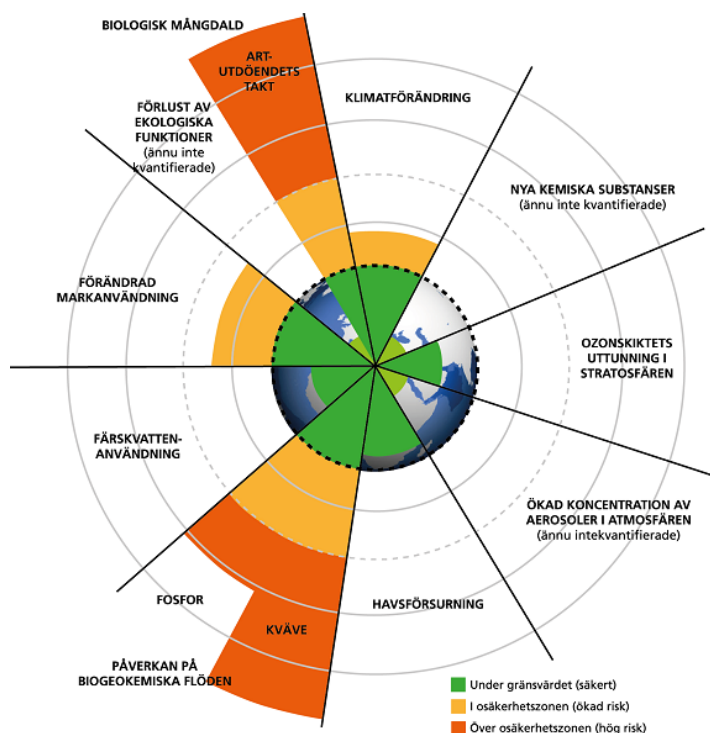 BIOLOGISK MÅNGDALD
ART-
UTDÖENDETS
TAKT
KLIMATFÖRÄNDRING
FÖRLUST AV
EKOLOGISKA
FUNKTIONER
(ännu inte
kvantifierade)
NYA KEMISKA SUBSTANSER
(ännu inte kvantifierade)
FÖRÄNDRAD
MARKANVÄNDNING
OZONSKIKTETS
UTTUNNING I
STRATOSFÄREN
FÄRSKVATTEN-
ANVÄNDNING
ÖKAD KONCENTRATION AV
AEROSOLER I ATMOSFÄREN
(ännu intekvantifierade)
FOSFOR
HAVSFÖRSURNING
KVÄVE
PÅVERKAN PÅ
BIOGEOKEMISKA FLÖDEN
Under gränsvärdet (säkert)
I osäkerhetszonen (ökad risk)
Över osäkerhetszonen (hög risk)